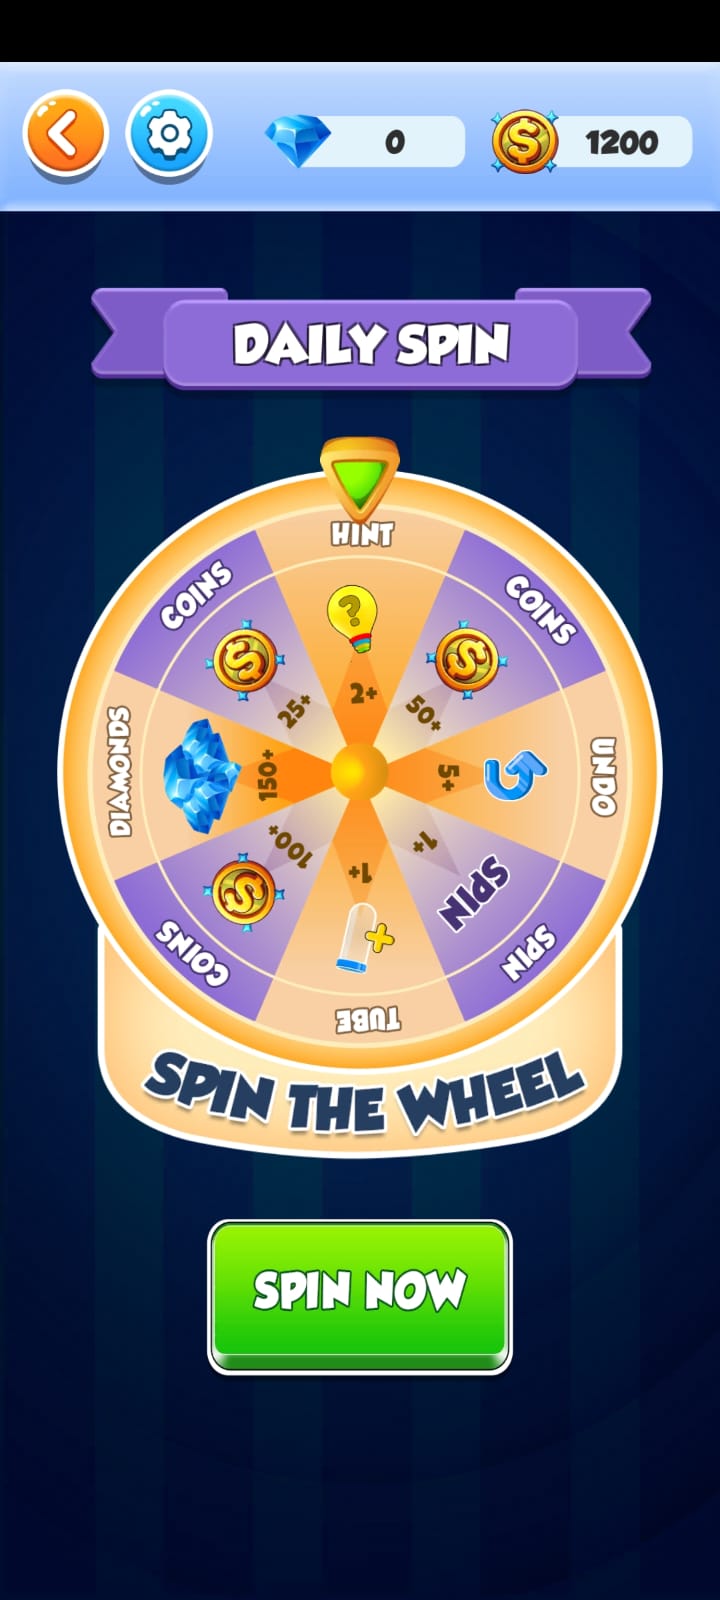 0
1200
DAILY SPIN
HINT
2+
COINS
50+
UNDO
5+
SPIN
SPIN
1+
TUBE
1+
COINS
100+
DIAMONDS
150+
COINS
25+
SPIN THE WHEEL
SPIN NOW